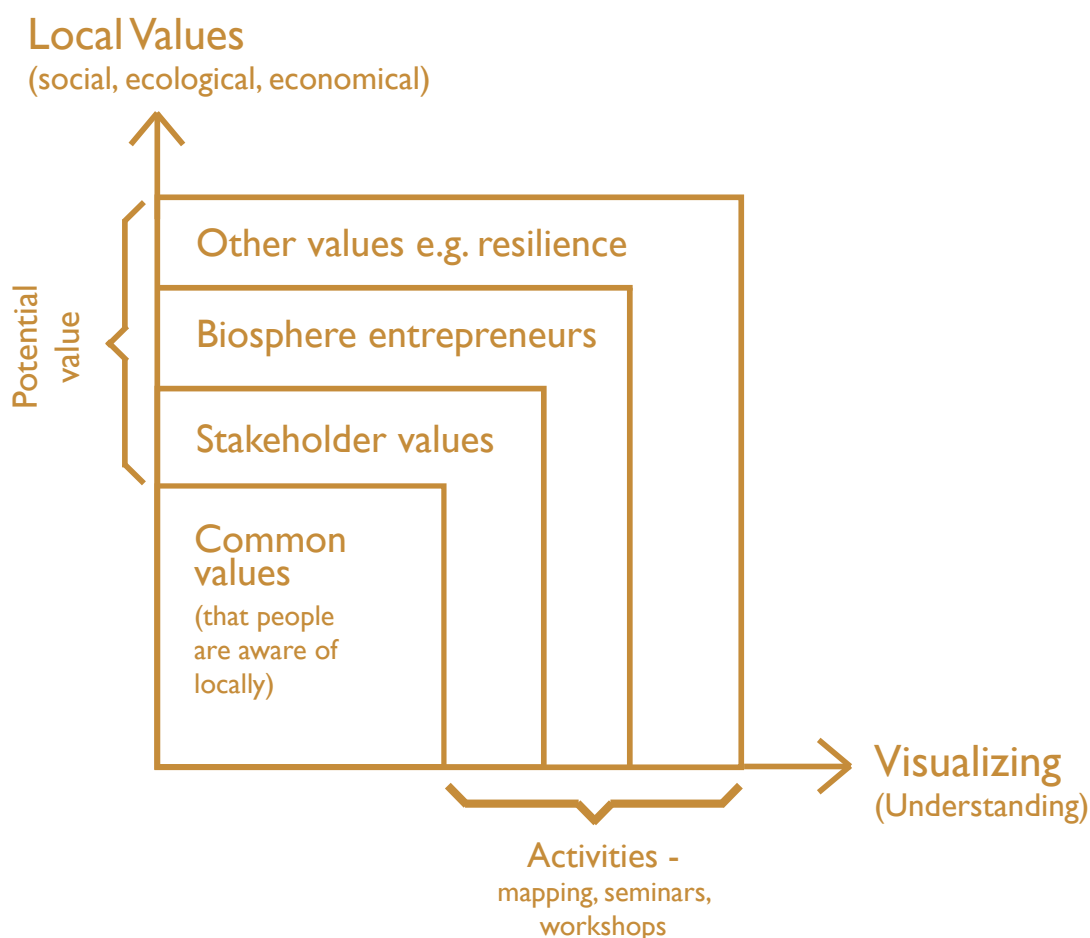 Local Values
(social, ecological, economical)
Other values e.g. resilience
Biosphere entrepreneurs
Potential
value
Stakeholder values
Common
values
(that people
are aware of
locally)
Visualizing
(Understanding)
Activities -
mapping, seminars,
workshops